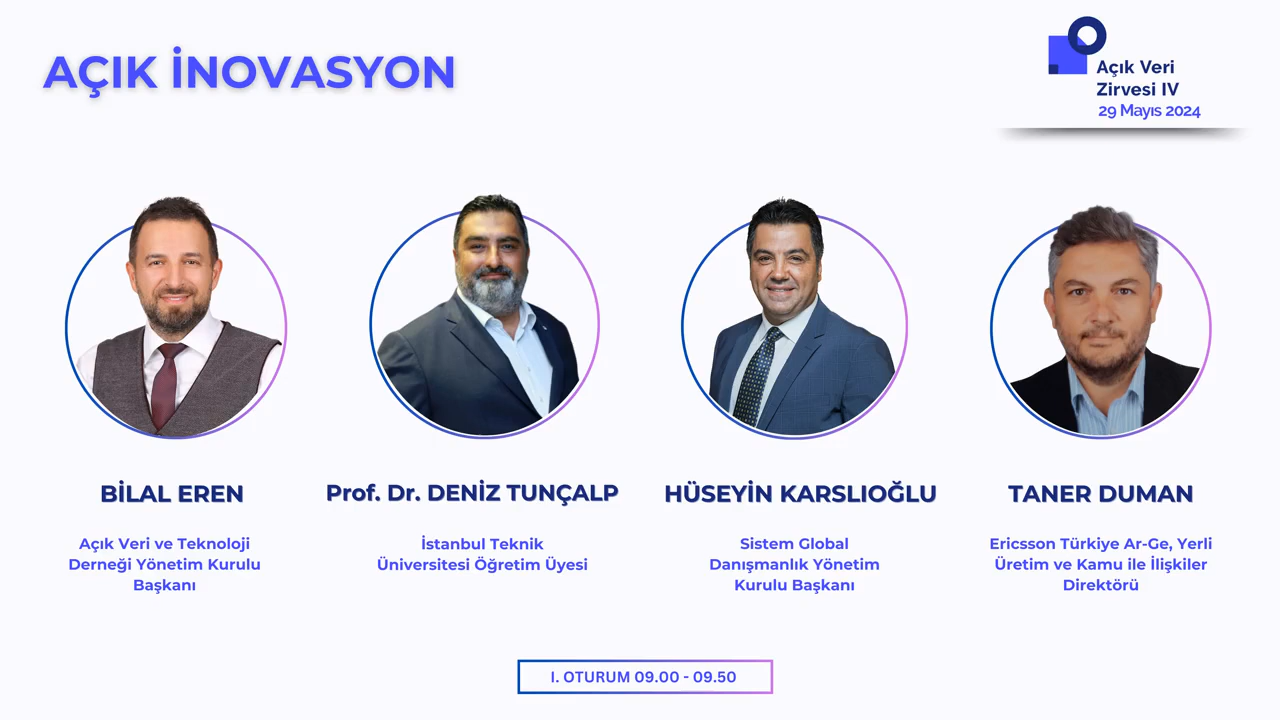 AÇIK İNOVASYON
Açık Veri
Zirvesi IV
29 Mayıs 2024
BİLAL EREN
Açık Veri ve Teknoloji
Derneği Yönetim Kurulu
Başkanı
Prof. Dr. DENİZ TUNÇALP
İstanbul Teknik
Üniversitesi Öğretim Üyesi
HÜSEYİN KARSLIOĞLU
Sistem Global
Danışmanlık Yönetim
Kurulu Başkanı
TANER DUMAN
Ericsson Türkiye Ar-Ge, Yerli
Üretim ve Kamu ile İlişkiler
Direktörü
I. OTURUM 09.00 - 09.50